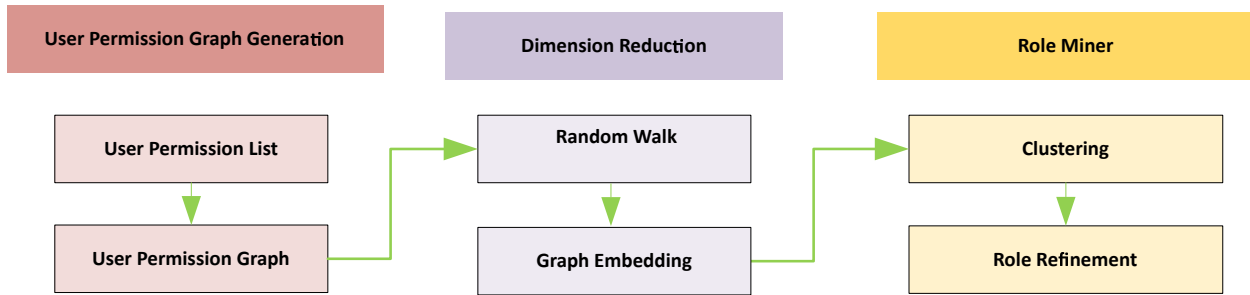 User Permission Graph Generation
Dimension Reduction
Role Miner
User Permission List
Random Walk
Clustering
User Permission Graph
Graph Embedding
Role Refinement